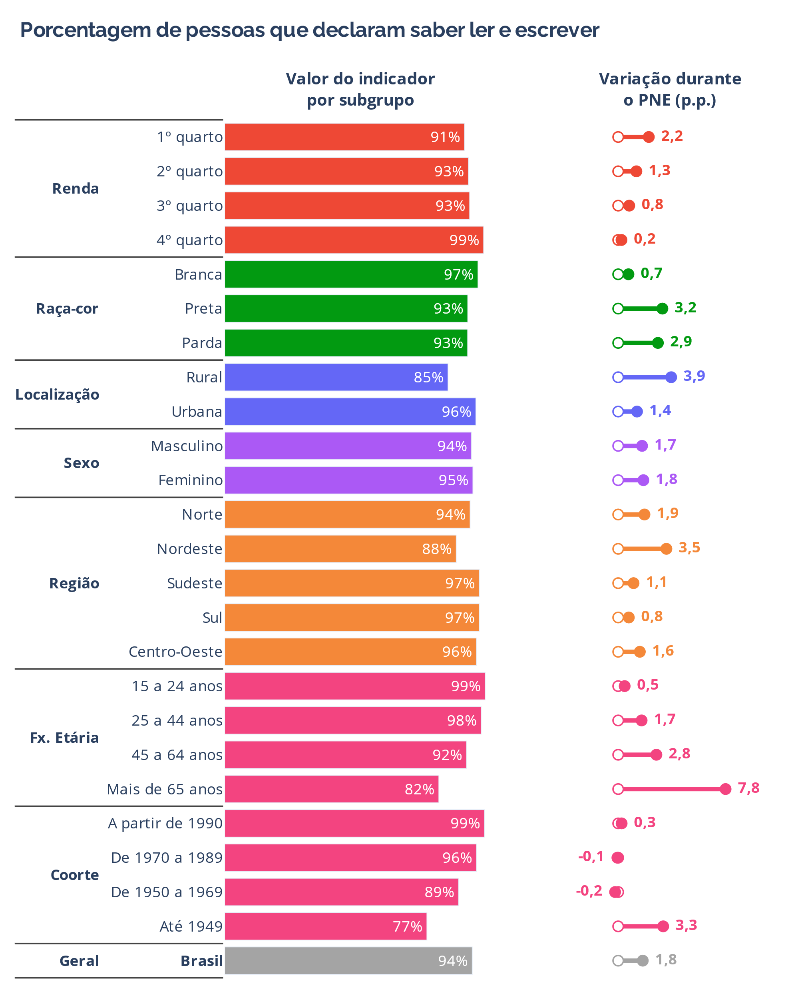 Porcentagem de pessoas que declaram saber ler e escrever
Valor do indicador
por subgrupo
Variação durante
o PNE (p.p.)
Renda
1º quarto 91% 2,2
2º quarto 93% 1,3
3º quarto 93% 0,8
4º quarto 99% 0,2
Raça-cor
Branca 97% 0,7
Preta 93% 3,2
Parda 93% 2,9
Localização
Rural 85% 3,9
Urbana 96% 1,4
Sexo
Masculino 94% 1,7
Feminino 95% 1,8
Região
Norte 94% 1,9
Nordeste 88% 3,5
Sudeste 97% 1,1
Sul 97% 0,8
Centro-Oeste 96% 1,6
Fx. Etária
15 a 24 anos 99% 0,5
25 a 44 anos 98% 1,7
45 a 64 anos 92% 2,8
Mais de 65 anos 82% 7,8
Coorte
A partir de 1990 99% 0,3
De 1970 a 1989 96% -0,1
De 1950 a 1969 89% -0,2
Até 1949 77% 3,3
Geral Brasil 94% 1,8